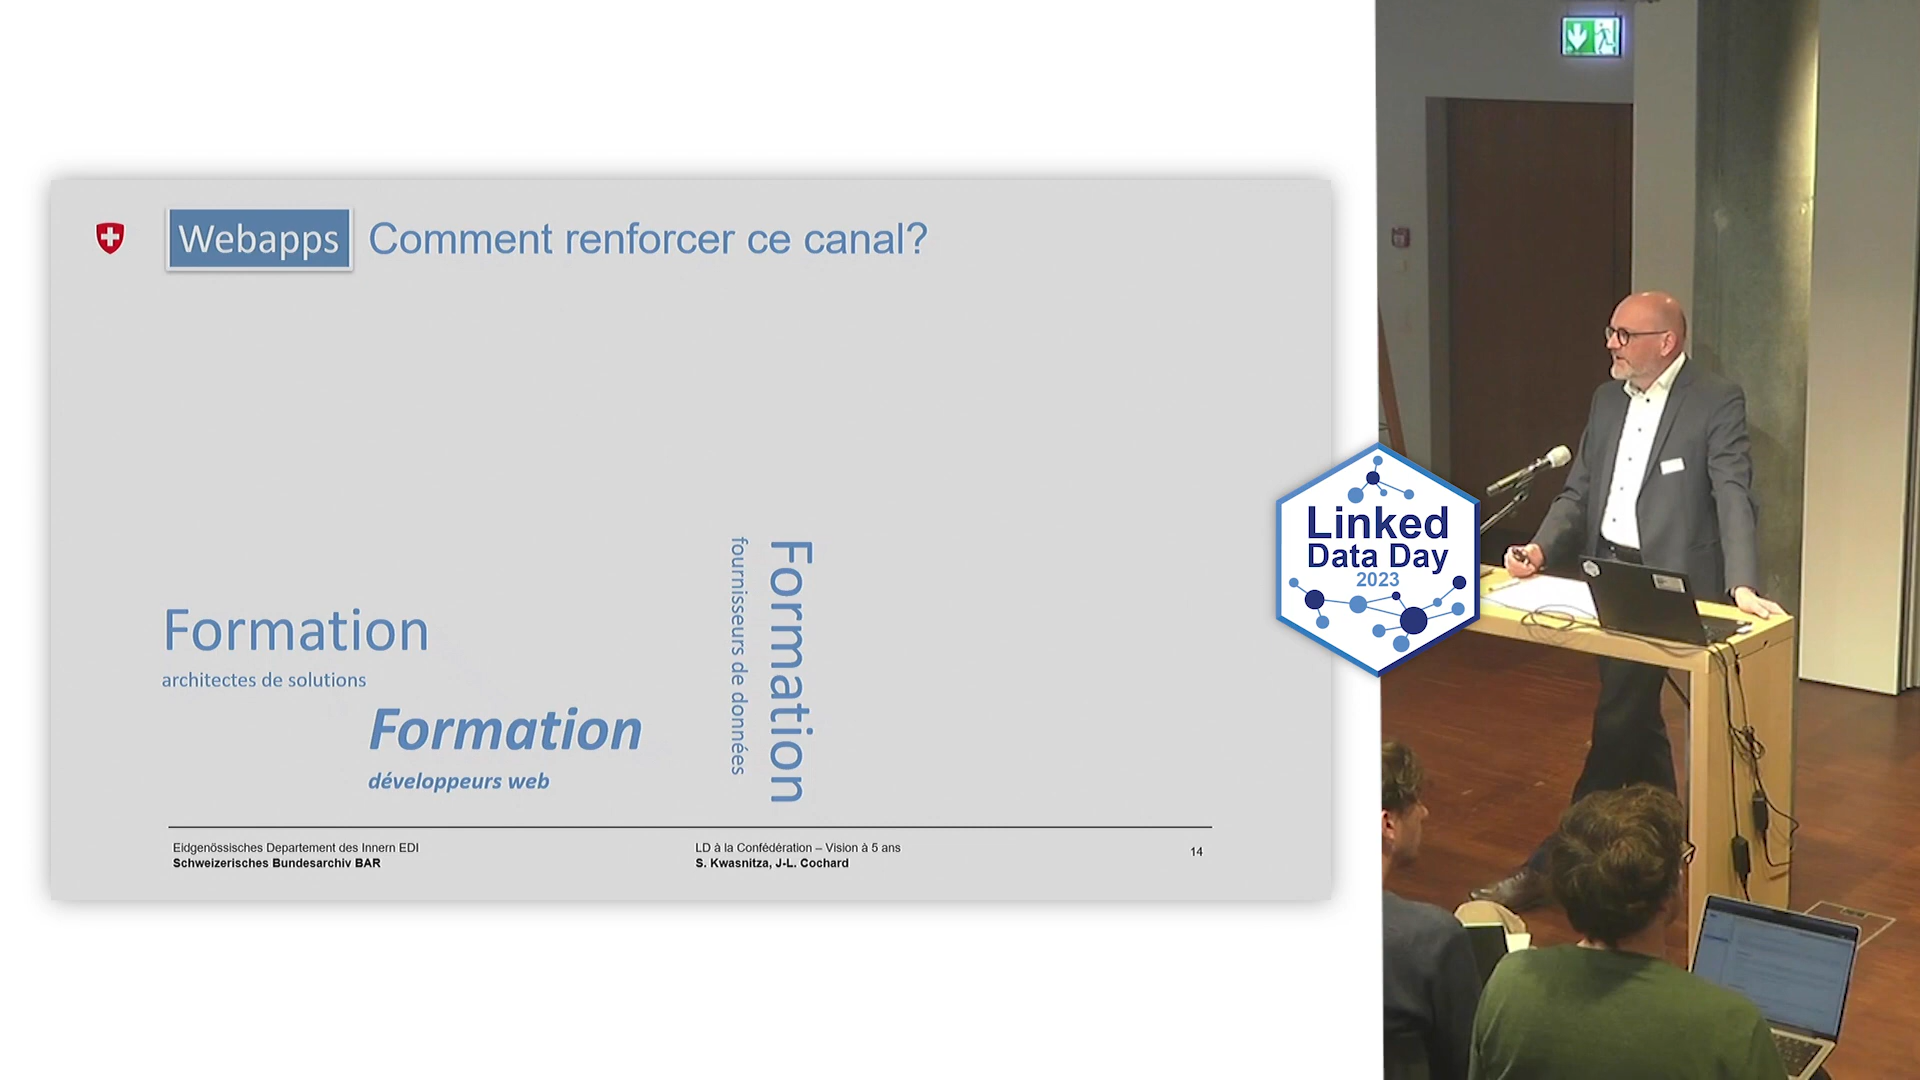 Webapps Comment renforcer ce canal?
Formation
architectes de solutions
Formation
développeurs web
Formation
fournisseurs de données
Eidgenössisches Departement des Innern EDI
Schweizerisches Bundesarchiv BAR
LD à la Confédération – Vision à 5 ans
S. Kwasnitza, J-L. Cochard
14
Linked
Data Day
2023